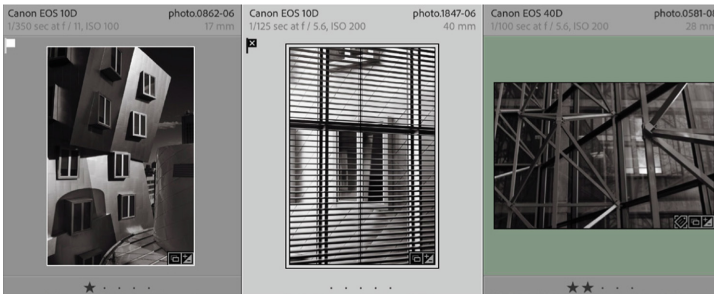 Canon EOS 10D photo.0862-06
1/350 sec at f / 11, ISO 100 17 mm
Canon EOS 10D photo.1847-06
1/125 sec at f / 5.6, ISO 200 40 mm
Canon EOS 40D photo.0581-08
1/100 sec at f / 5.6, ISO 200 28 mm